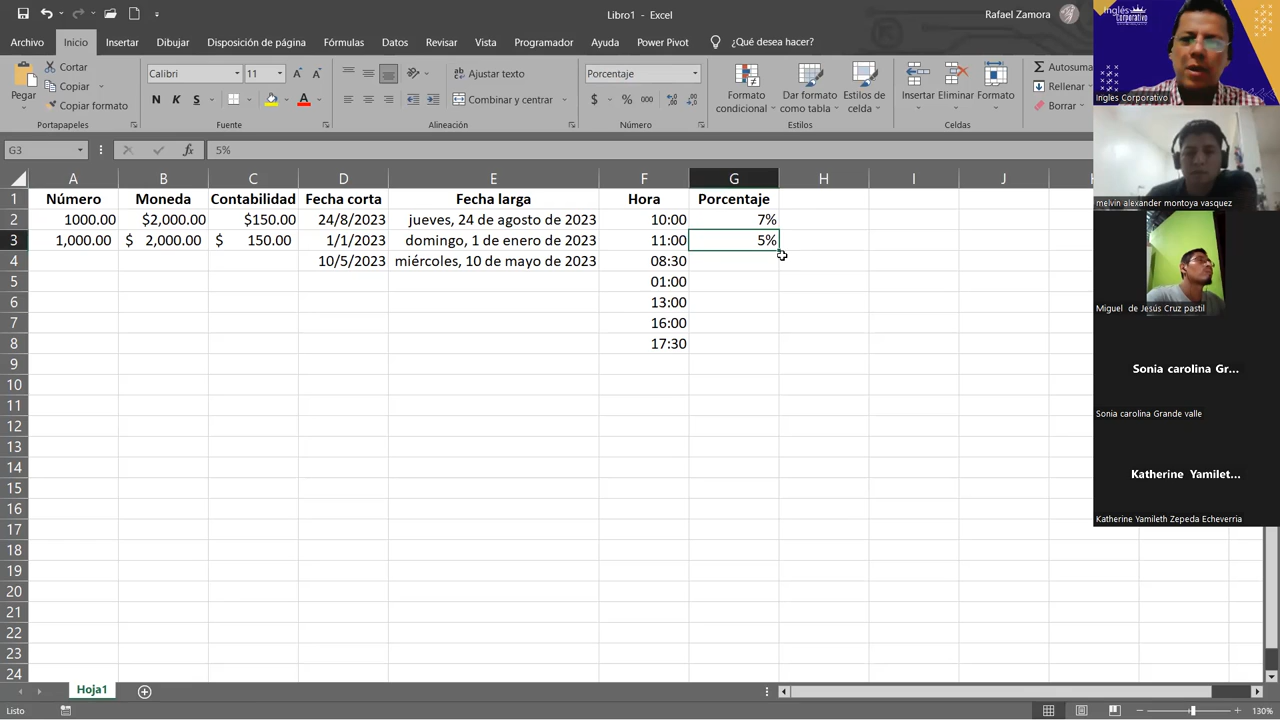 Libro1 - Excel
Rafael Zamora
Archivo Inicio Insertar Dibujar Disposición de página Fórmulas Datos Revisar Vista Programador Ayuda Power Pivot ¿Qué desea hacer?
Pegar
Cortar
Copiar
Copiar formato
Portapapeles
Calibri 11
N K S
Fuente
Ajustar texto
Combinar y centrar
Alineación
Porcentaje
$ % 000
Número
Formato condicional
Dar formato como tabla
Estilos de celda
Estilos
Insertar Eliminar Formato
Celdas
Autosuma
Rellenar
Borrar
G3 fx 5%
A B C D E F G H I J
1 Número Moneda Contabilidad Fecha corta Fecha larga Hora Porcentaje
2 1000.00 $2,000.00 $150.00 24/8/2023 jueves, 24 de agosto de 2023 10:00 7%
3 1,000.00 $ 2,000.00 $ 150.00 1/1/2023 domingo, 1 de enero de 2023 11:00 5%
4 10/5/2023 miércoles, 10 de mayo de 2023 08:30
5 01:00
6 13:00
7 16:00
8 17:30
9
10
11
12
13
14
15
16
17
18
19
20
21
22
23
24
Hoja1
Listo
130%
Inglés Corporativo
Ingles Corporativo
melvin alexander montoya vasquez
Miguel de Jesús Cruz pastil
Sonia carolina Gr...
Sonia carolina Grande valle
Katherine Yamilet...
Katherine Yamileth Zepeda Echeverria